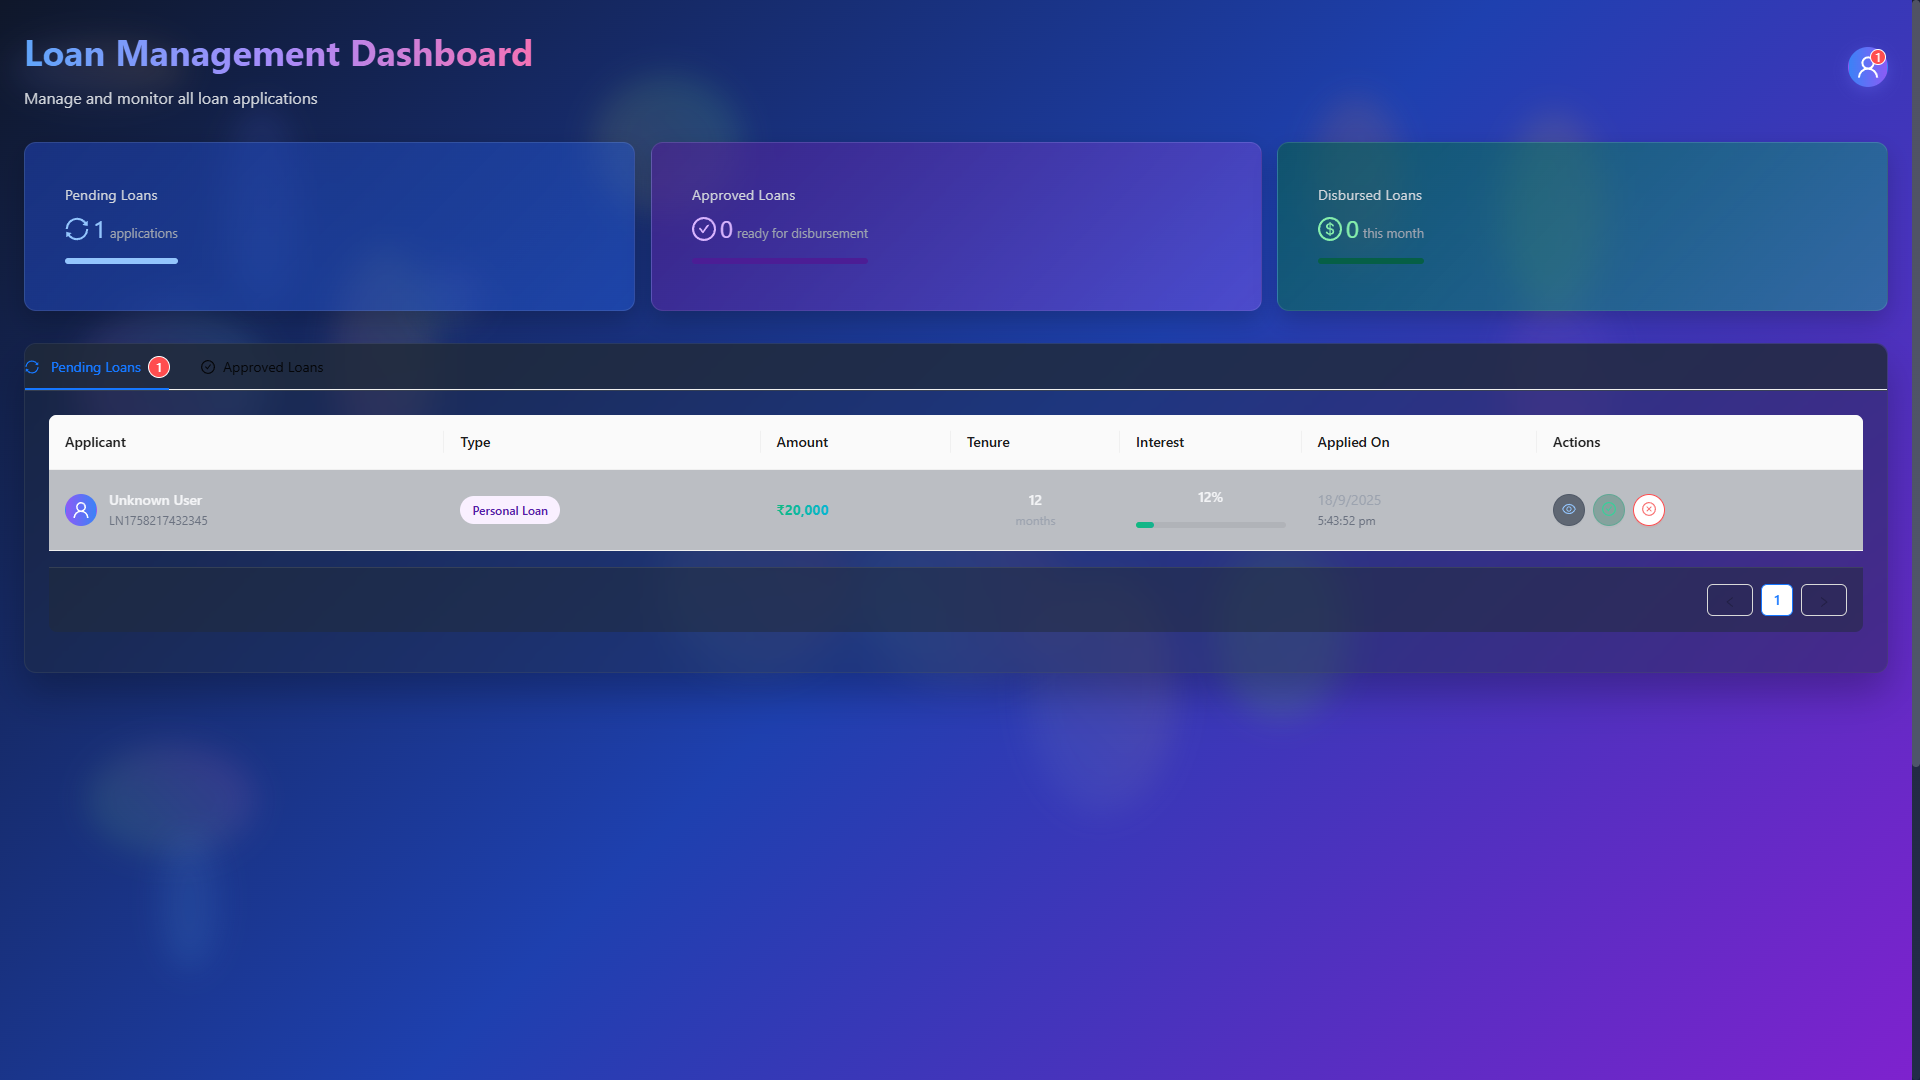 Loan Management Dashboard
1
Manage and monitor all loan applications
Pending Loans
1 applications
Approved Loans
0 ready for disbursement
Disbursed Loans
0 this month
Pending Loans 1
Approved Loans
Applicant Type Amount Tenure Interest Applied On Actions
Unknown User
LN1758217432345
Personal Loan
₹20,000
12
months
12%
18/9/2025
5:43:52 pm
1